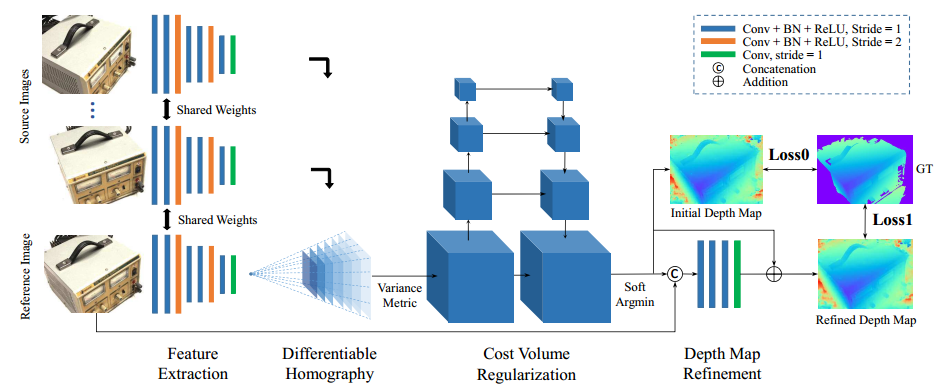 Source Images
Reference Image
Shared Weights
Shared Weights
Variance
Metric
Soft
Argmin
C
Initial Depth Map
Loss0
GT
Loss1
Refined Depth Map
Conv + BN + ReLU, Stride = 1
Conv + BN + ReLU, Stride = 2
Conv, stride = 1
C Concatenation
Addition
Feature
Extraction
Differentiable
Homography
Cost Volume
Regularization
Depth Map
Refinement